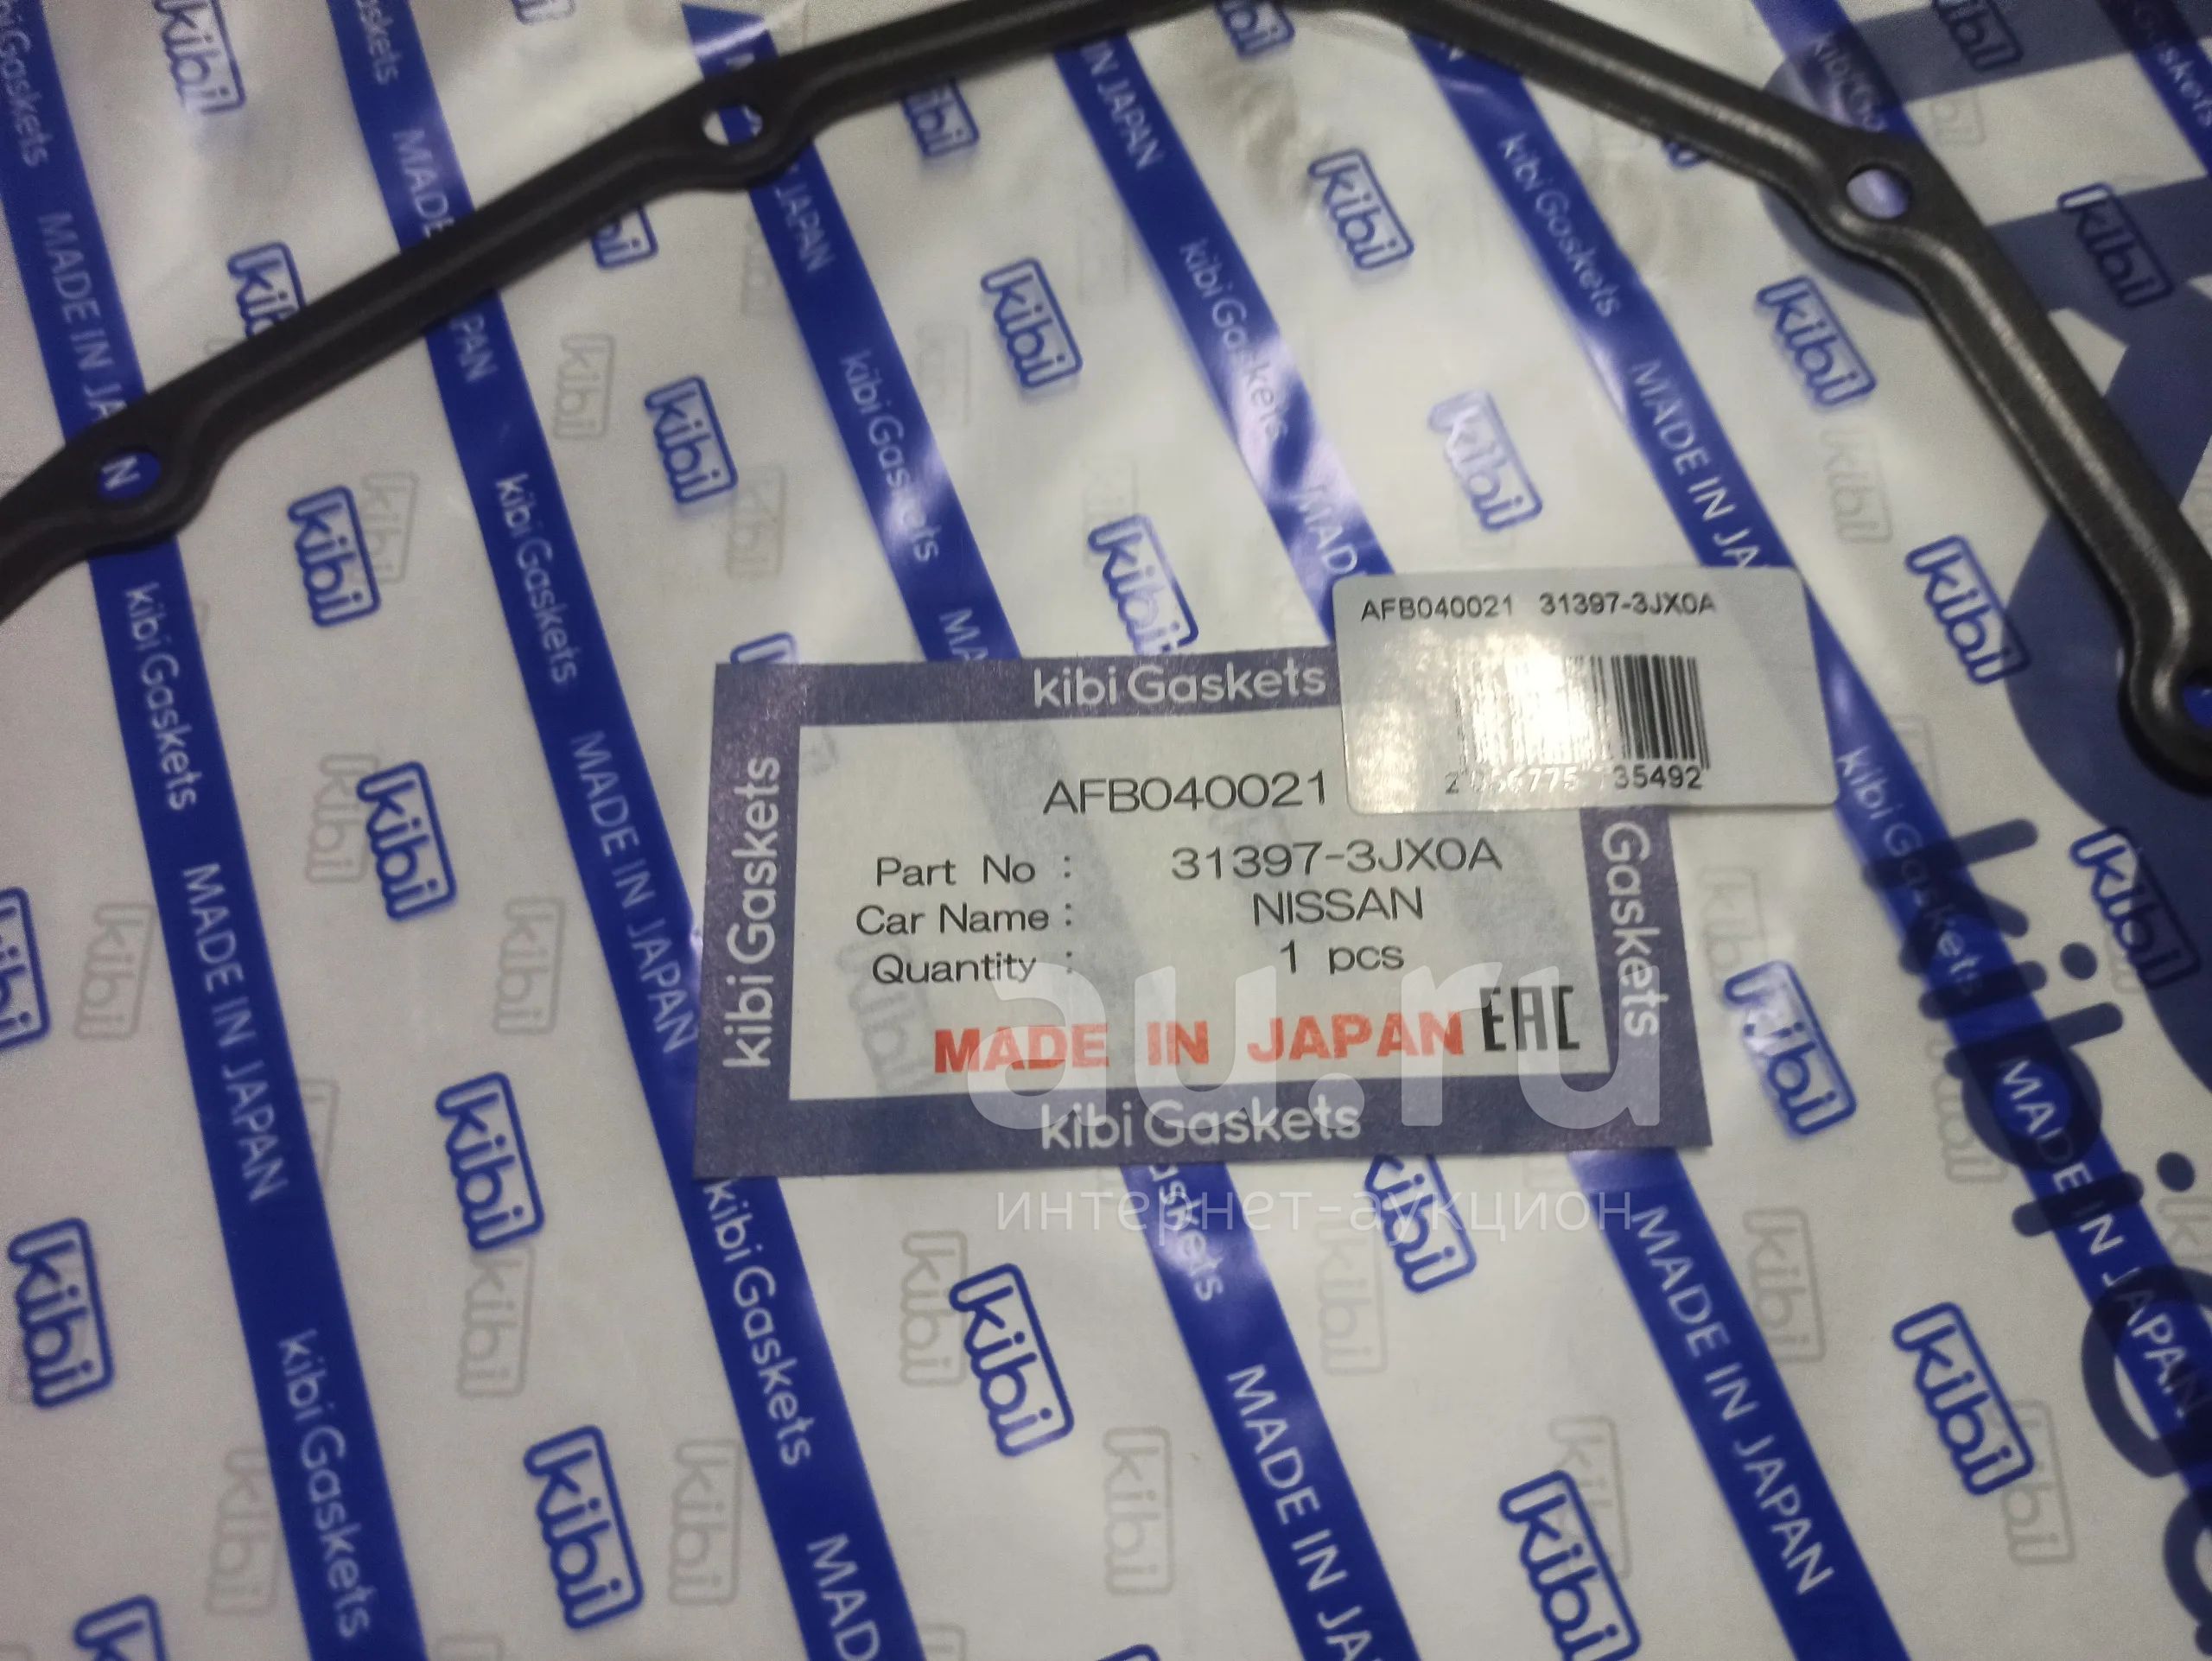 AFB040021 31397-3JX0A
35492
kibi Gaskets
kibi Gaskets
AFB040021
Part No : 31397-3JX0A
Car Name : NISSAN
Quantity : 1 pcs
MADE IN JAPAN EAC
Gaskets
kibi Gaskets
au.ru
интернет-аукцион
kibi
kibi Gaskets MADE IN JAPAN